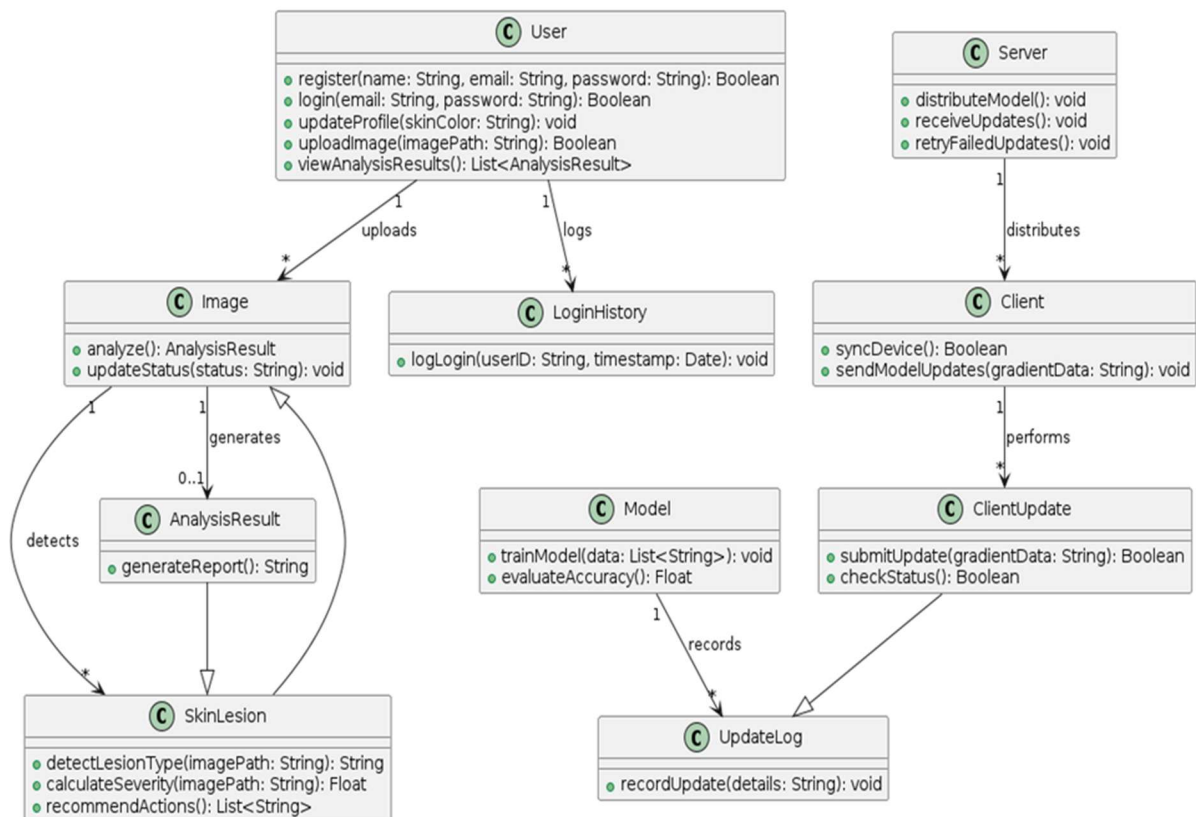 C User
register(name: String, email: String, password: String): Boolean
login(email: String, password: String): Boolean
updateProfile(skinColor: String): void
uploadImage(imagePath: String): Boolean
viewAnalysisResults(): List<AnalysisResult>
C Server
distributeModel(): void
receiveUpdates(): void
retryFailedUpdates(): void
1
uploads
*
1
logs
*
1
distributes
*
C Image
analyze(): AnalysisResult
updateStatus(status: String): void
C LoginHistory
logLogin(userID: String, timestamp: Date): void
C Client
syncDevice(): Boolean
sendModelUpdates(gradientData: String): void
1
detects
*
1
generates
0..1
1
performs
*
C AnalysisResult
generateReport(): String
C Model
trainModel(data: List<String>): void
evaluateAccuracy(): Float
C ClientUpdate
submitUpdate(gradientData: String): Boolean
checkStatus(): Boolean
1
records
*
C SkinLesion
detectLesionType(imagePath: String): String
calculateSeverity(imagePath: String): Float
recommendActions(): List<String>
C UpdateLog
recordUpdate(details: String): void